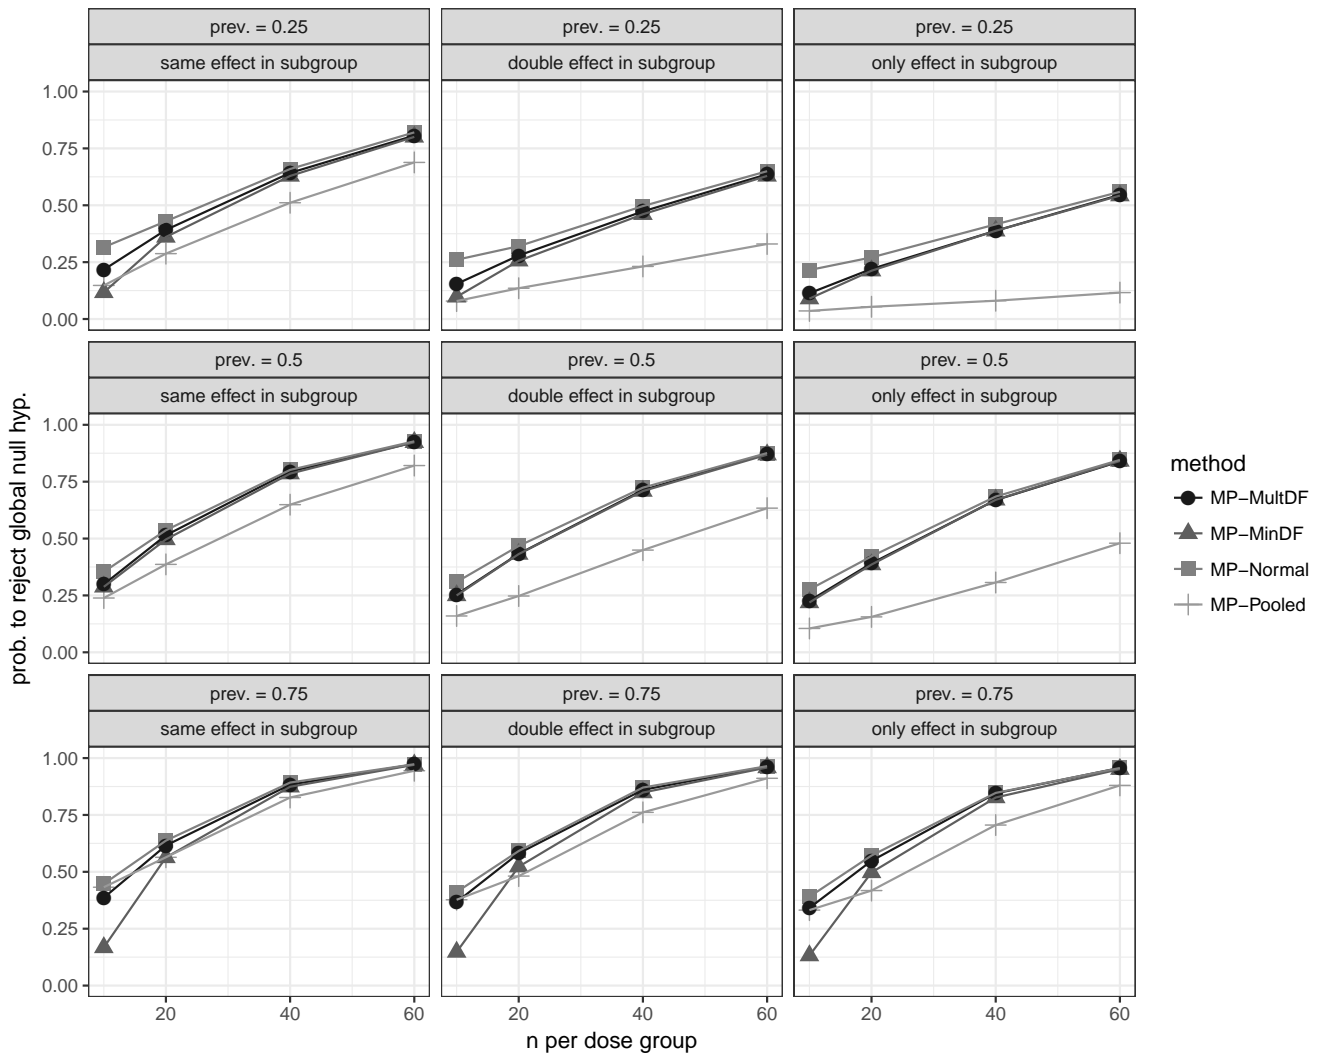 prev. = 0.25
prev. = 0.25
prev. = 0.25
same effect in subgroup
double effect in subgroup
only effect in subgroup
1.00
0.75
0.50
0.25
0.00
prev. = 0.5
prev. = 0.5
prev. = 0.5
same effect in subgroup
double effect in subgroup
only effect in subgroup
1.00
0.75
0.50
0.25
0.00
prev. = 0.75
prev. = 0.75
prev. = 0.75
same effect in subgroup
double effect in subgroup
only effect in subgroup
1.00
0.75
0.50
0.25
0.00
20
40
60
20
40
60
20
40
60
n per dose group
prob. to reject global null hyp.
method
MP−MultDF
MP−MinDF
MP−Normal
MP−Pooled